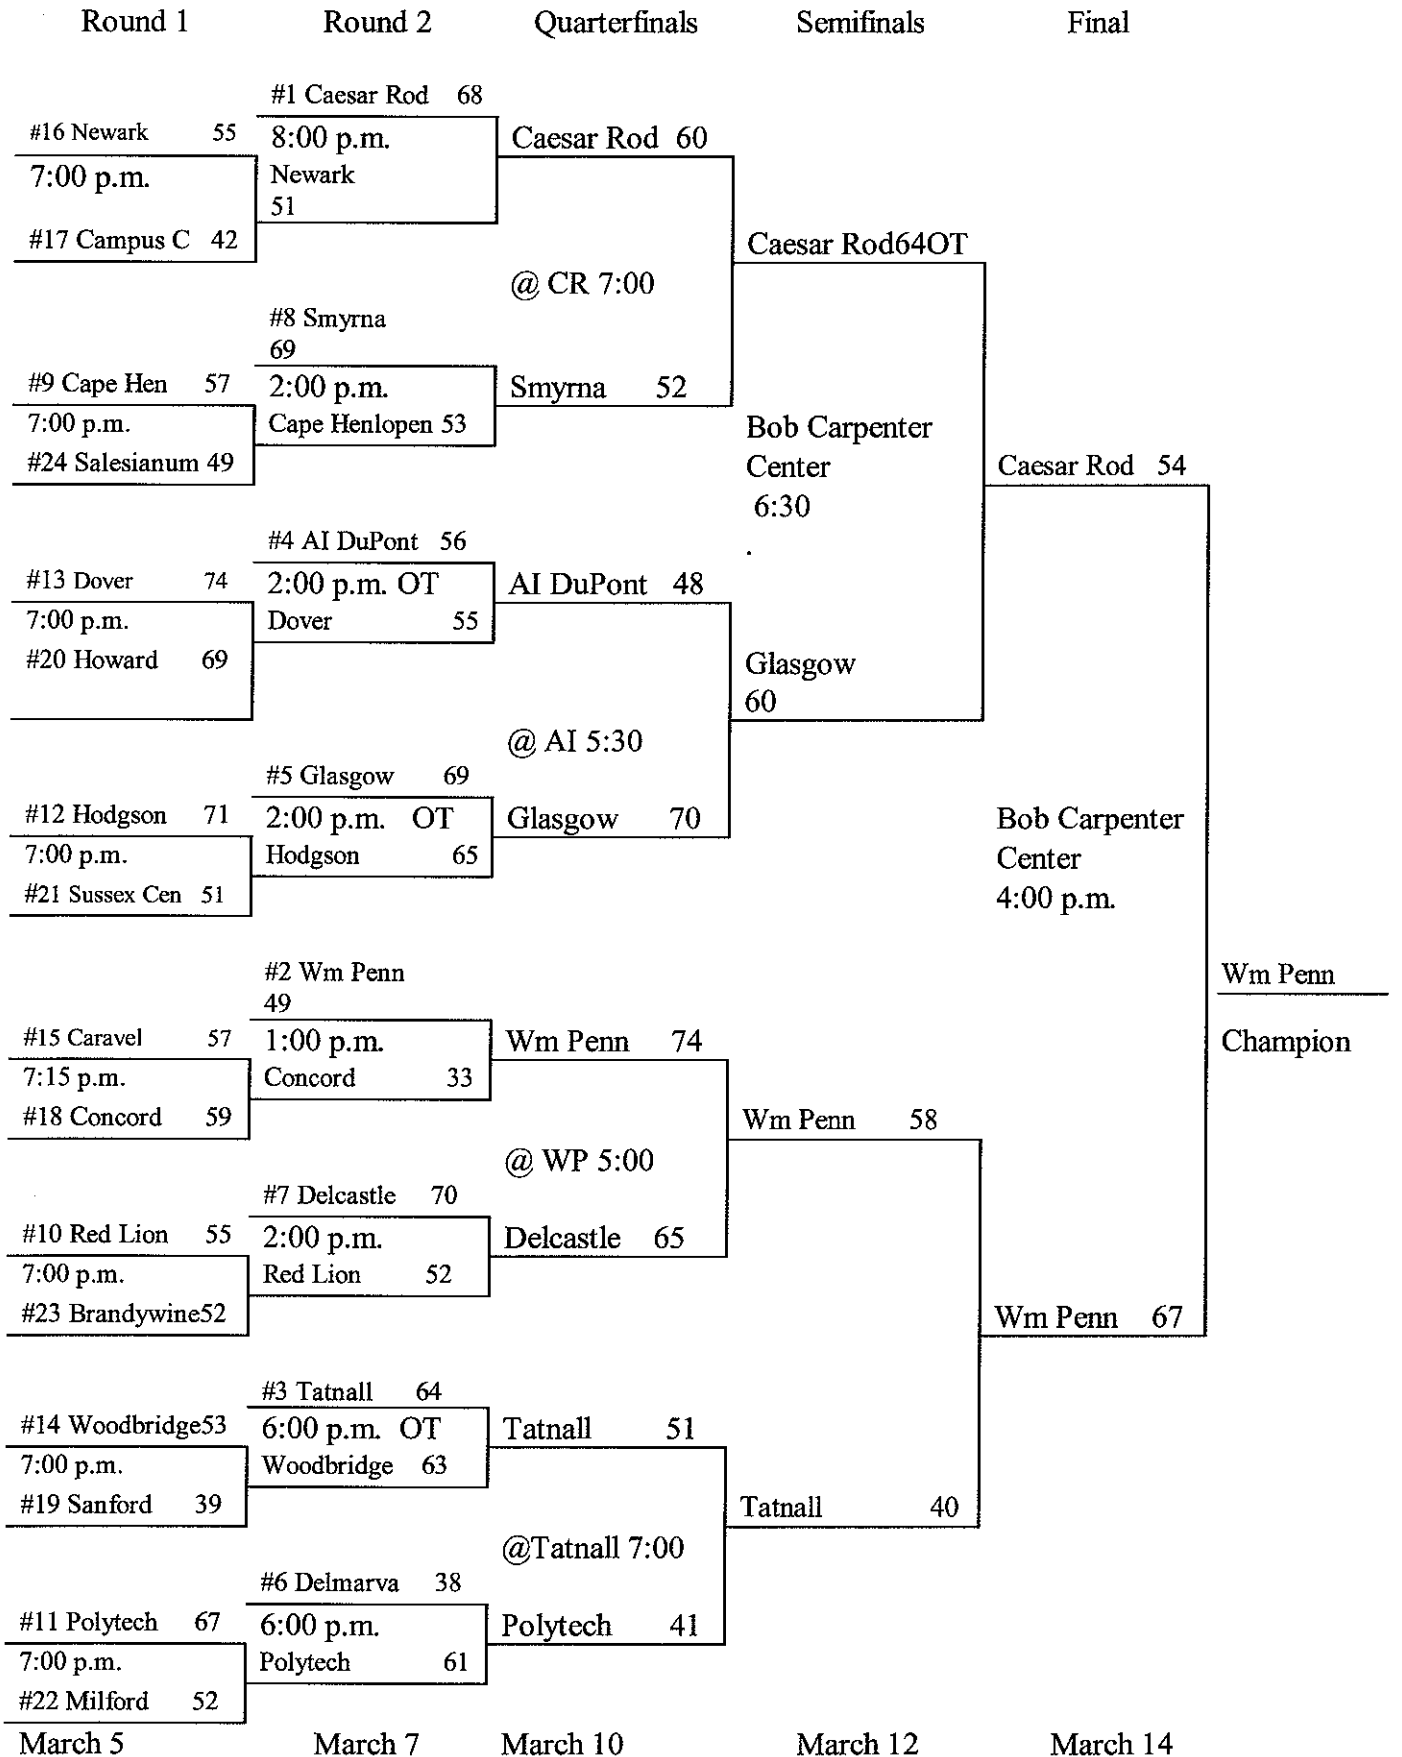 Round 1 Round 2 Quarterfinals Semifinals Final
#1 Caesar Rod 68
#16 Newark 55
8:00 p.m.
Caesar Rod 60
7:00 p.m.
Newark
51
#17 Campus C 42
Caesar Rod64OT
@ CR 7:00
#8 Smyrna
69
#9 Cape Hen 57
2:00 p.m.
Smyrna 52
7:00 p.m.
Cape Henlopen 53
#24 Salesianum 49
Bob Carpenter
Center
6:30
.
Caesar Rod 54
#4 AI DuPont 56
#13 Dover 74
2:00 p.m. OT
AI DuPont 48
7:00 p.m.
Dover 55
#20 Howard 69
Glasgow
60
@ AI 5:30
#5 Glasgow 69
#12 Hodgson 71
2:00 p.m. OT
Glasgow 70
7:00 p.m.
Hodgson 65
#21 Sussex Cen 51
Bob Carpenter
Center
4:00 p.m.
#2 Wm Penn
49
Wm Penn
Champion
#15 Caravel 57
1:00 p.m.
Wm Penn 74
7:15 p.m.
Concord 33
#18 Concord 59
Wm Penn 58
@ WP 5:00
#7 Delcastle 70
#10 Red Lion 55
2:00 p.m.
Delcastle 65
7:00 p.m.
Red Lion 52
#23 Brandywine52
Wm Penn 67
#3 Tatnall 64
#14 Woodbridge53
6:00 p.m. OT
Tatnall 51
7:00 p.m.
Woodbridge 63
#19 Sanford 39
Tatnall 40
@Tatnall 7:00
#6 Delmarva 38
#11 Polytech 67
6:00 p.m.
Polytech 41
7:00 p.m.
Polytech 61
#22 Milford 52
March 5 March 7 March 10 March 12 March 14